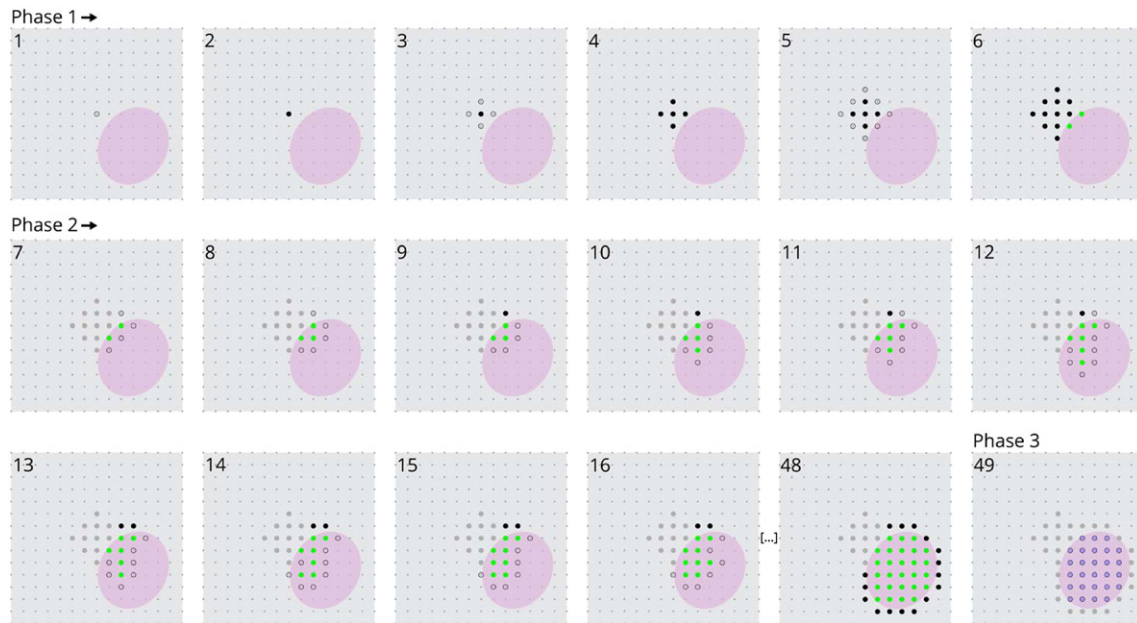 Phase 1 →
1 2 3 4 5 6
Phase 2 →
7 8 9 10 11 12
Phase 3
13 14 15 16 [...] 48 49